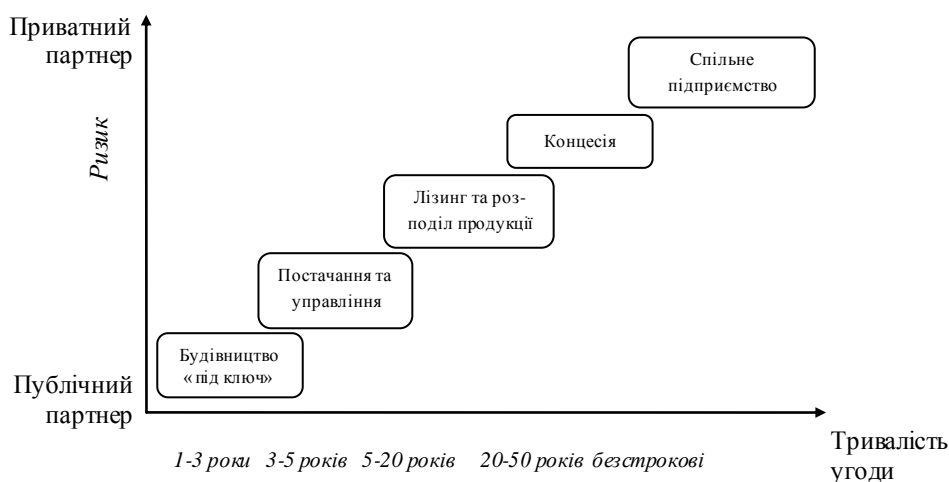 Приватний
партнер
Ризик
Спільне
підприємство
Концесія
Лізинг та роз-
поділ продукції
Постачання та
управління
Будівництво
«під ключ»
Публічний
партнер
1-3 роки 3-5 років 5-20 років 20-50 років безстрокові
Тривалість
угоди